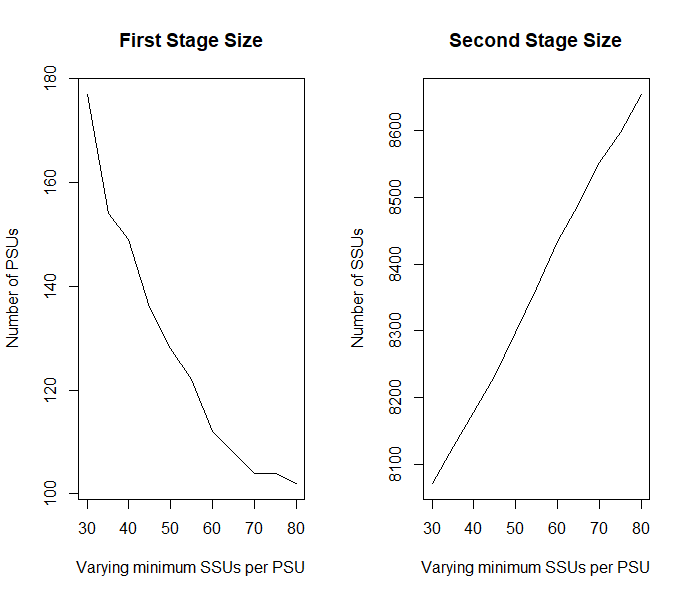 First Stage Size
Number of PSUs
180
160
140
120
100
30 40 50 60 70 80
Varying minimum SSUs per PSU
Second Stage Size
Number of SSUs
8600
8500
8400
8300
8200
8100
30 40 50 60 70 80
Varying minimum SSUs per PSU